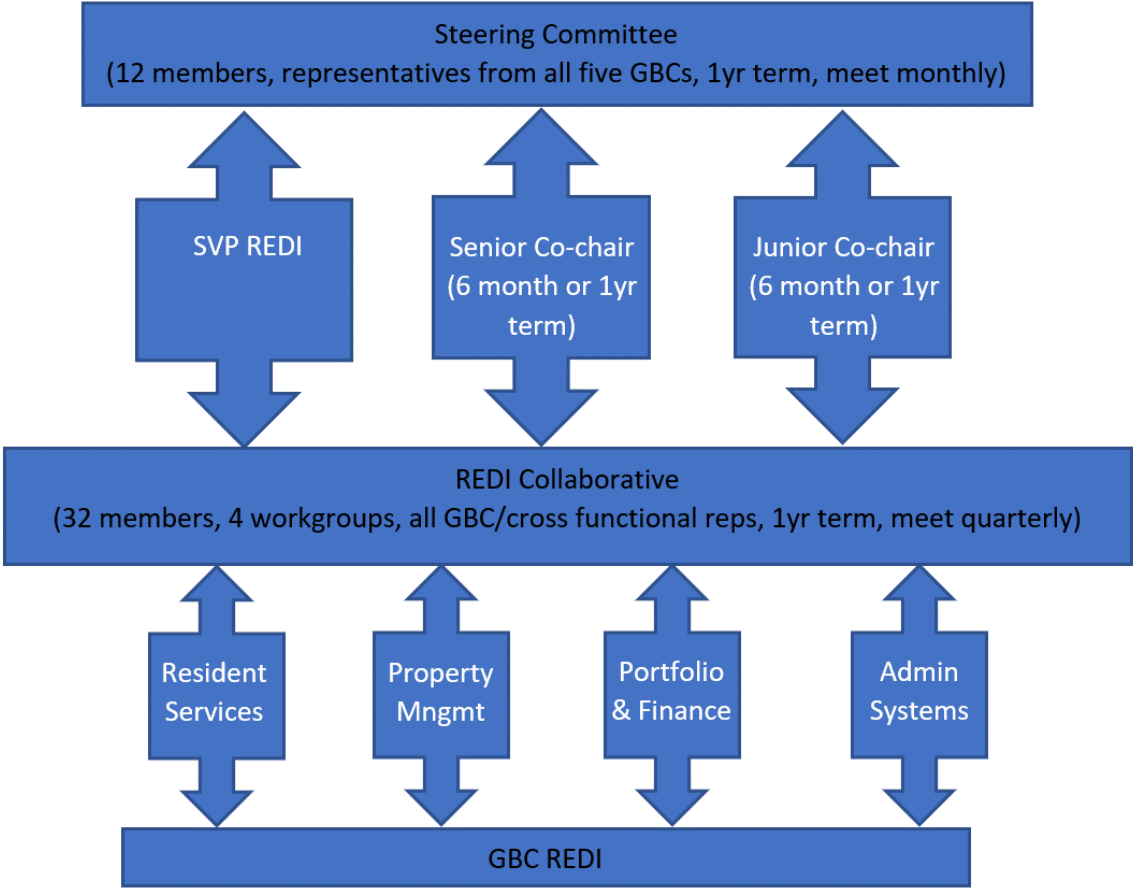 Steering Committee
(12 members, representatives from all five GBCs, 1yr term, meet monthly)
SVP REDI
Senior Co-chair
(6 month or 1yr
term)
Junior Co-chair
(6 month or 1yr
term)
REDI Collaborative
(32 members, 4 workgroups, all GBC/cross functional reps, 1yr term, meet quarterly)
Resident
Services
Property
Mngmt
Portfolio
& Finance
Admin
Systems
GBC REDI